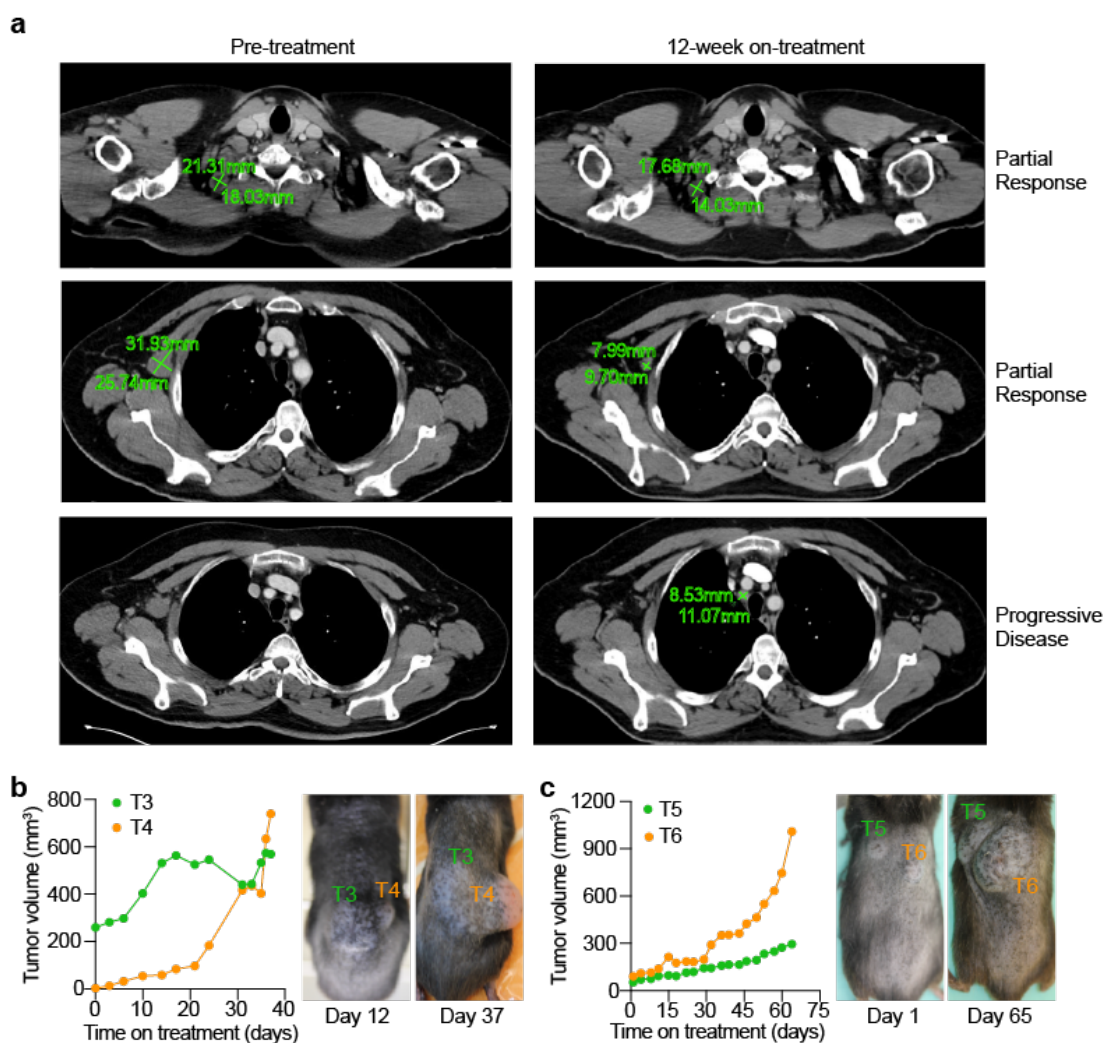 a
Pre-treatment
12-week on-treatment
21.31mm
18.03mm
17.68mm
14.03mm
Partial
Response
31.93mm
25.74mm
7.99mm
9.70mm
Partial
Response
8.53mm
11.07mm
Progressive
Disease
b
T3
T4
Tumor volume (mm³)
800
600
400
200
0
0
10
20
30
40
Time on treatment (days)
T3
T4
Day 12
T3
T4
Day 37
c
T5
T6
Tumor volume (mm³)
1200
900
600
300
0
0
15
30
45
60
75
Time on treatment (days)
T5
T6
Day 1
T5
T6
Day 65